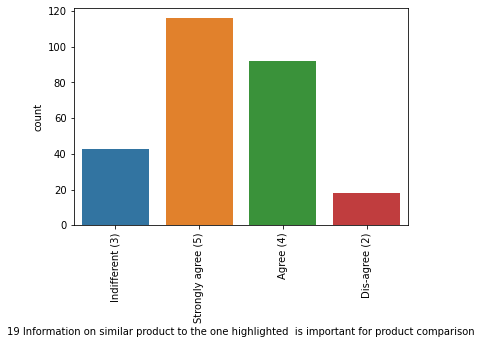 120
100
80
60
40
20
0
count
Indifferent (3)
Strongly agree (5)
Agree (4)
Dis-agree (2)
19 Information on similar product to the one highlighted  is important for product comparison